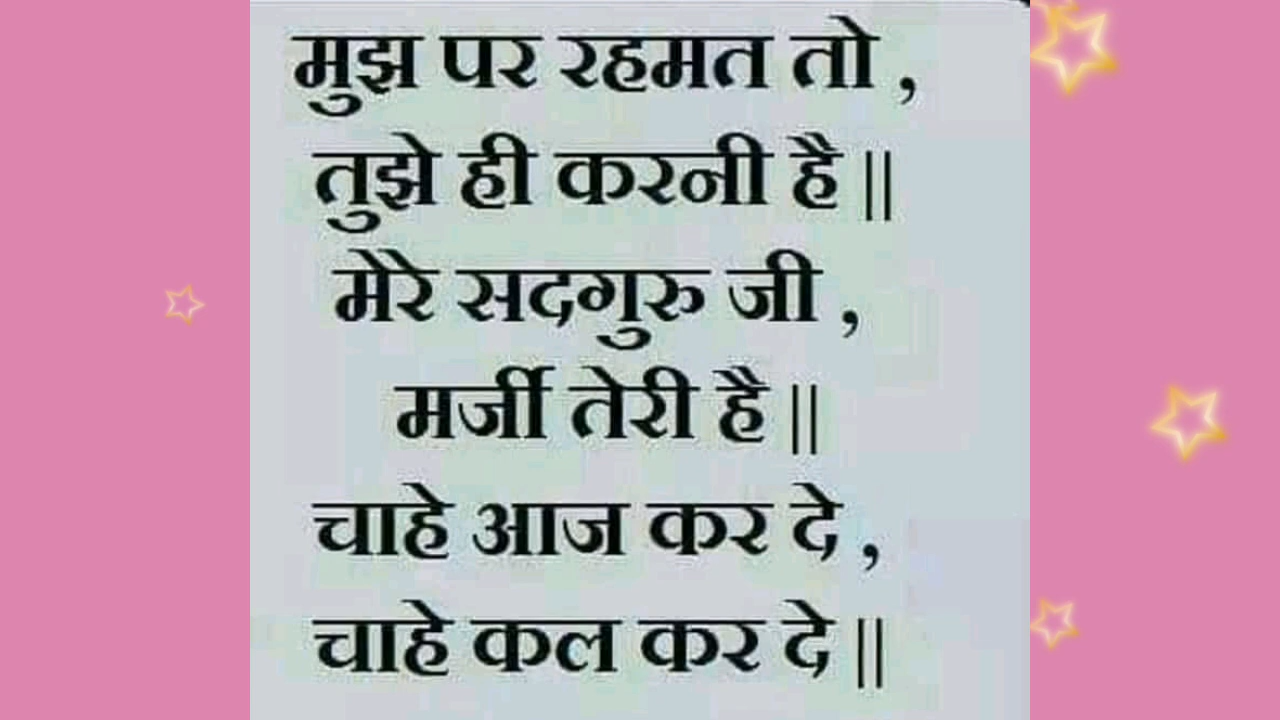 मुझ पर रहमत तो ,
तुझे ही करनी है ||
मेरे सदगुरु जी ,
मर्जी तेरी है ||
चाहे आज कर दे ,
चाहे कल कर दे ||